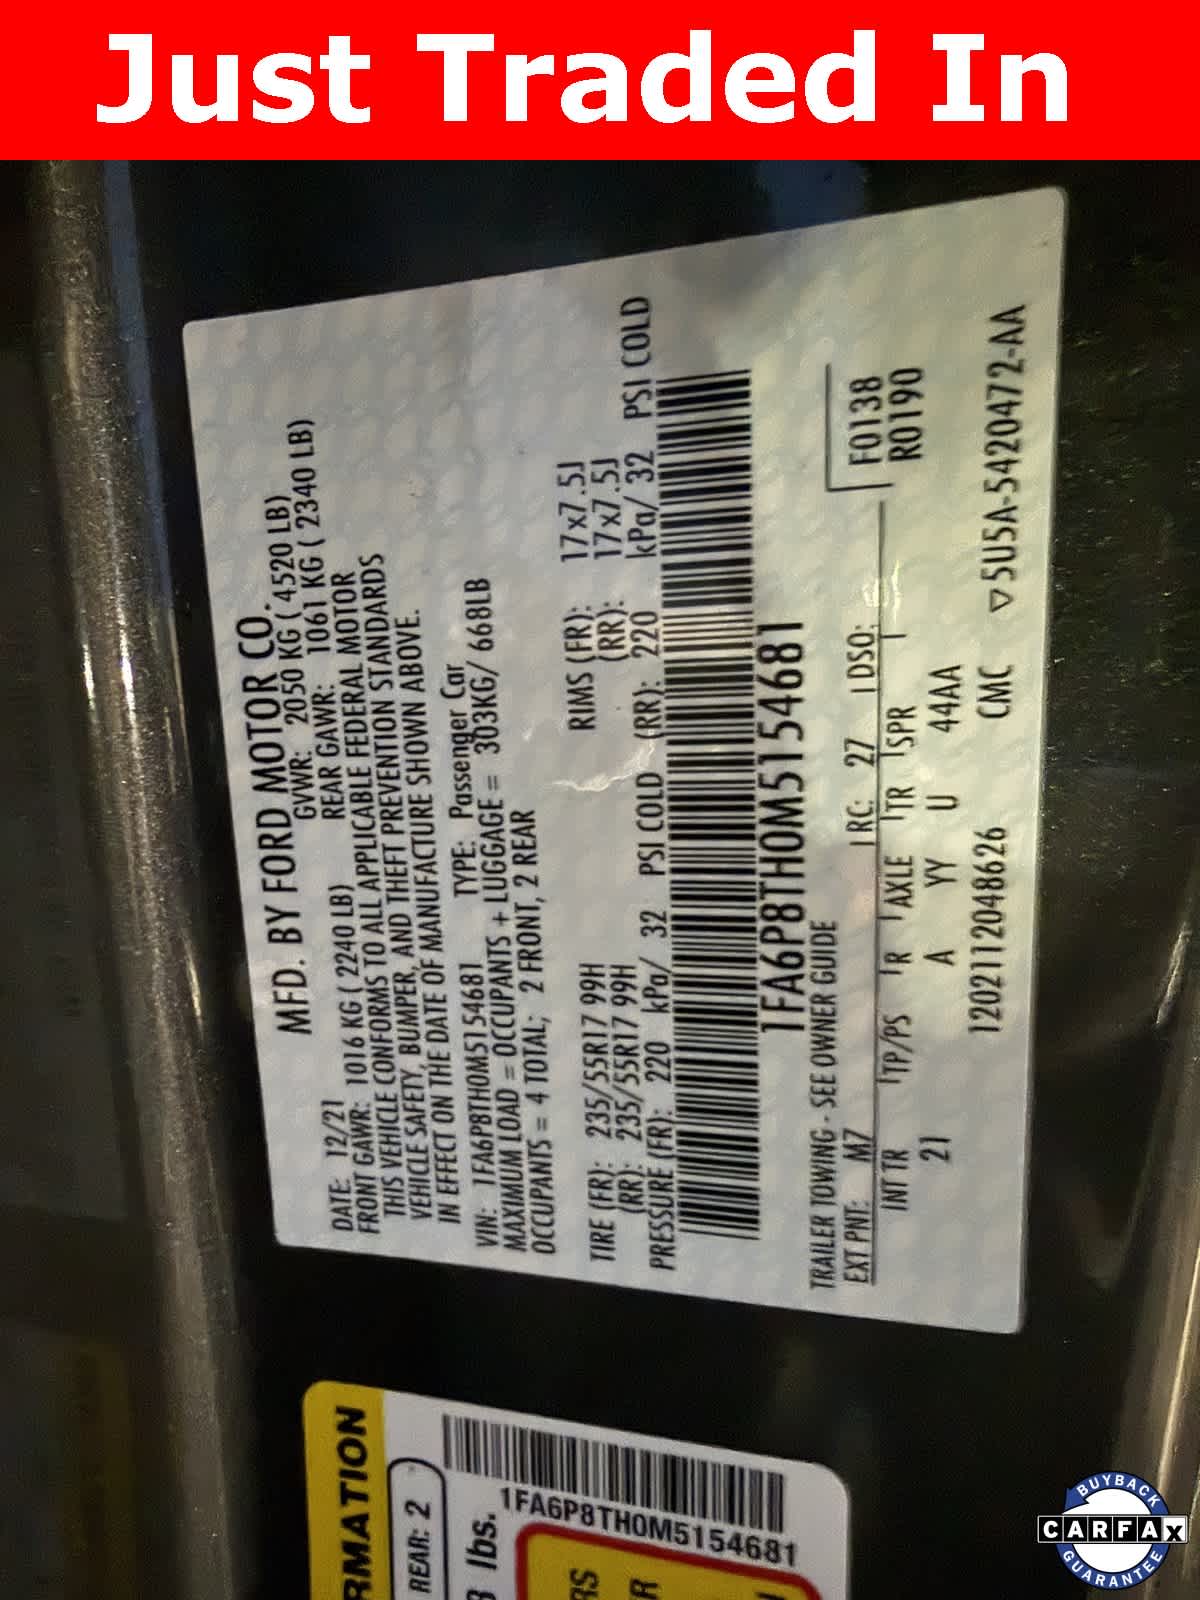 Just Traded In
MFD. BY FORD MOTOR CO.
DATE: 12/21 GVWR: 2050 KG ( 4520 LB)
FRONT GAWR: 1016 KG ( 2240 LB) REAR GAWR: 1061 KG ( 2340 LB)
THIS VEHICLE CONFORMS TO ALL APPLICABLE FEDERAL MOTOR
VEHICLE SAFETY, BUMPER, AND THEFT PREVENTION STANDARDS
IN EFFECT ON THE DATE OF MANUFACTURE SHOWN ABOVE.
VIN: 1FA6P8TH0M5154681 TYPE: Passenger Car
MAXIMUM LOAD = OCCUPANTS + LUGGAGE = 303KG/ 668LB
OCCUPANTS = 4 TOTAL; 2 FRONT, 2 REAR
TIRE (FR): 235/55R17 99H RIMS (FR): 17x7.5J
(RR): 235/55R17 99H (RR): 17x7.5J
PRESSURE (FR): 220 kPa/ 32 PSI COLD (RR): 220 kPa/ 32 PSI COLD
1FA6P8TH0M5154681
TRAILER TOWING - SEE OWNER GUIDE
EXT PNT: M7 RC: 27 DSO: F0138
INT TR TP/PS R AXLE TR SPR R0190
21 A YY U 44AA
1202112048626 CMC ▽5U5A-5420472-AA
RMATION
REAR: 2
lbs.
1FA6P8TH0M5154681
RS
R
BUYBACK
CARFAX
GUARANTEE